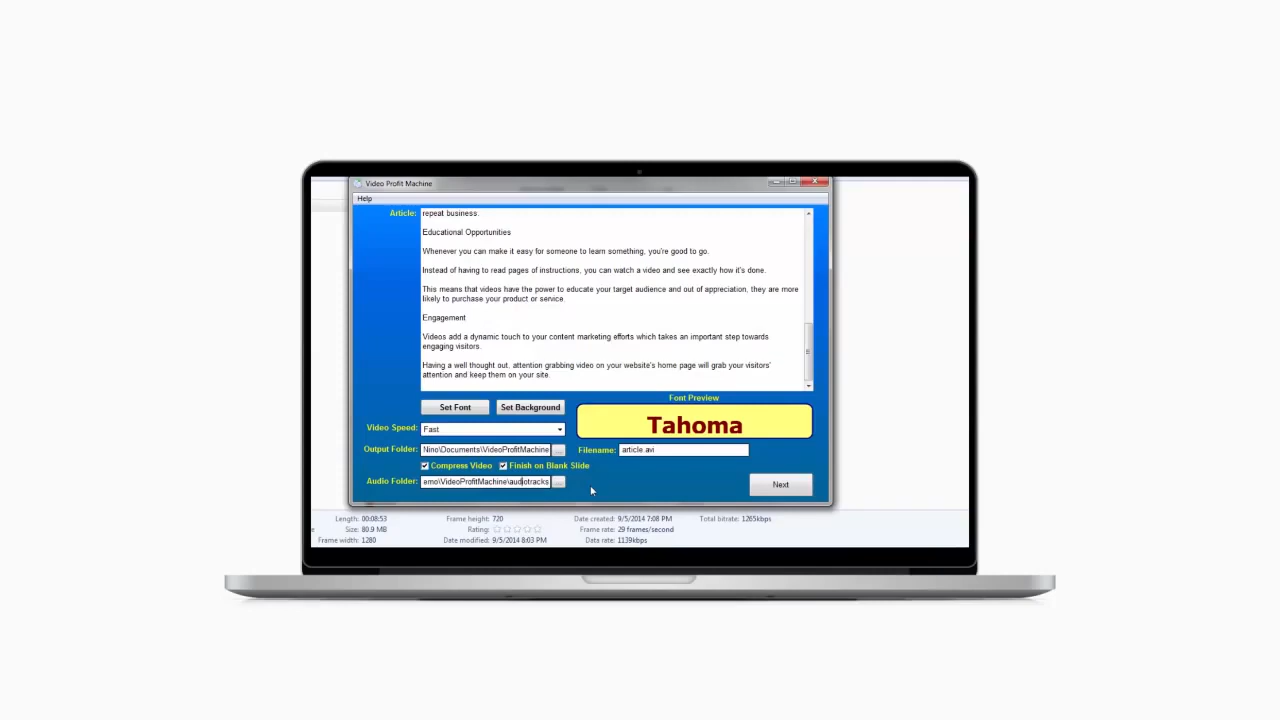 Video Profit Machine
Help
Article:
repeat business.
Educational Opportunities
Whenever you can make it easy for someone to learn something, you're good to go.
Instead of having to read pages of instructions, you can watch a video and see exactly how it's done.
This means that videos have the power to educate your target audience and out of appreciation, they are more
likely to purchase your product or service.
Engagement
Videos add a dynamic touch to your content marketing efforts which takes an important step towards
engaging visitors.
Having a well thought out, attention grabbing video on your website's home page will grab your visitors'
attention and keep them on your site.
Font Preview
Set Font Set Background
Tahoma
Video Speed: Fast
Output Folder: Nino\Documents\VideoProfitMachine ... Filename: article.avi
Compress Video Finish on Blank Slide
Audio Folder: emo\VideoProfitMachine\audiotracks ... Next
Length: 00:08:53 Frame height: 720 Date created: 9/5/2014 7:08 PM Total bitrate: 1265kbps
Size: 80.9 MB Rating: Frame rate: 29 frames/second
Frame width: 1280 Date modified: 9/5/2014 8:03 PM Data rate: 1139kbps